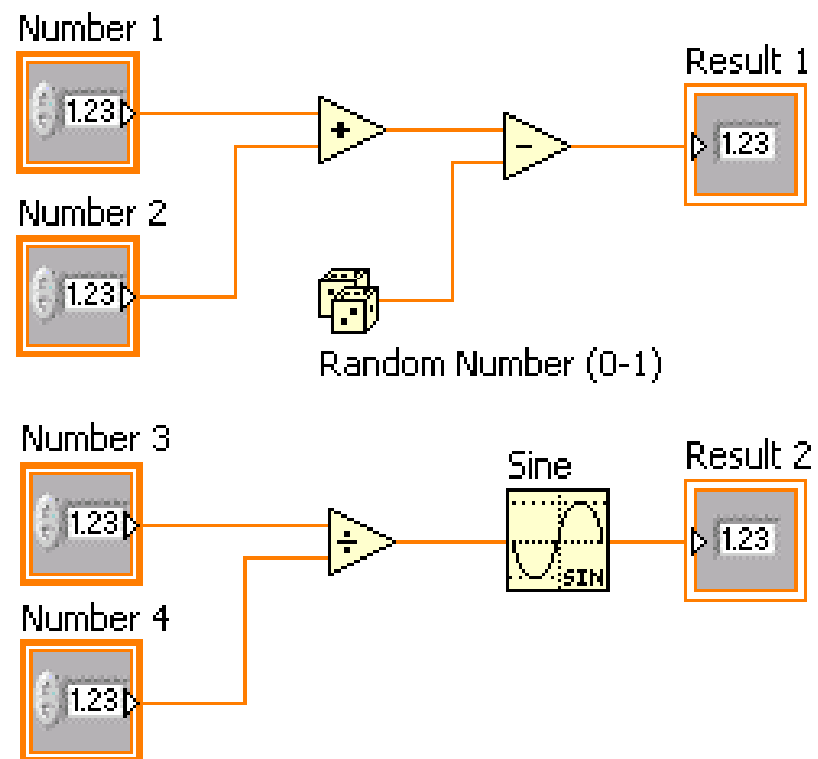 Number 1
1.23
Result 1
1.23
+
−
Number 2
1.23
Random Number (0-1)
Number 3
1.23
Sine
SIN
Result 2
1.23
÷
Number 4
1.23